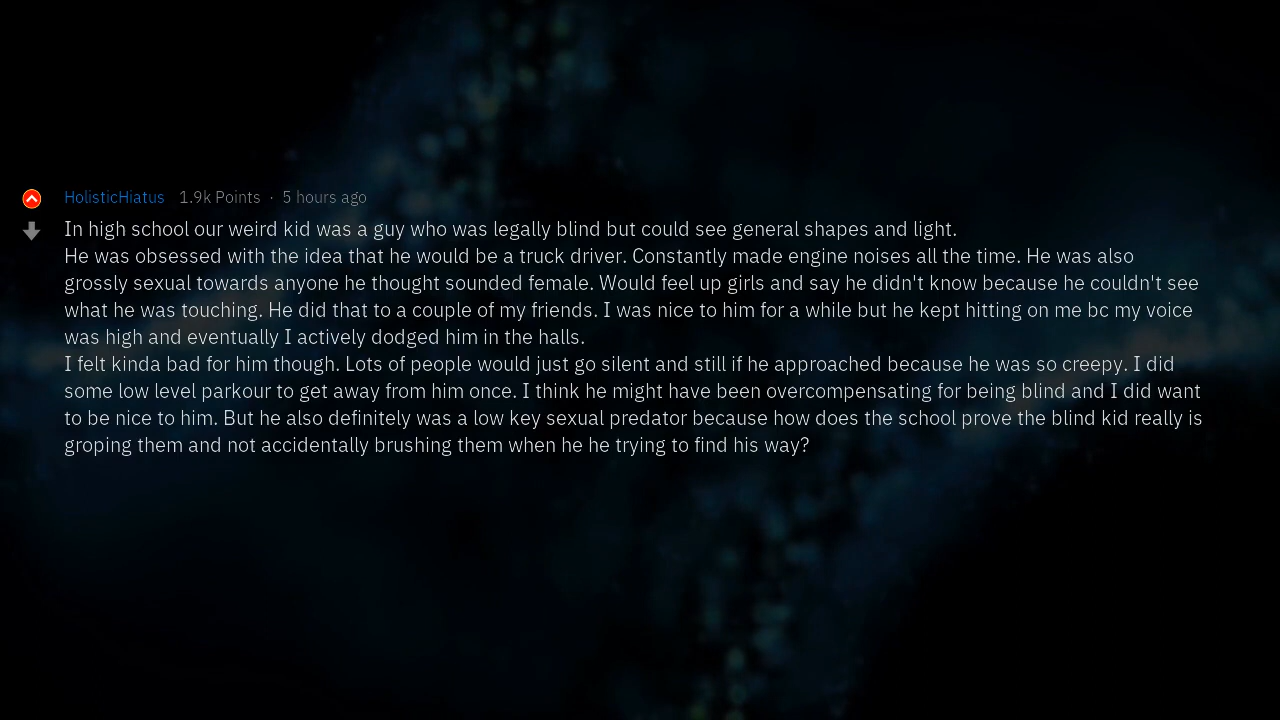 HolisticHiatus 1.9k Points · 5 hours ago
In high school our weird kid was a guy who was legally blind but could see general shapes and light.
He was obsessed with the idea that he would be a truck driver. Constantly made engine noises all the time. He was also
grossly sexual towards anyone he thought sounded female. Would feel up girls and say he didn't know because he couldn't see
what he was touching. He did that to a couple of my friends. I was nice to him for a while but he kept hitting on me bc my voice
was high and eventually I actively dodged him in the halls.
I felt kinda bad for him though. Lots of people would just go silent and still if he approached because he was so creepy. I did
some low level parkour to get away from him once. I think he might have been overcompensating for being blind and I did want
to be nice to him. But he also definitely was a low key sexual predator because how does the school prove the blind kid really is
groping them and not accidentally brushing them when he he trying to find his way?